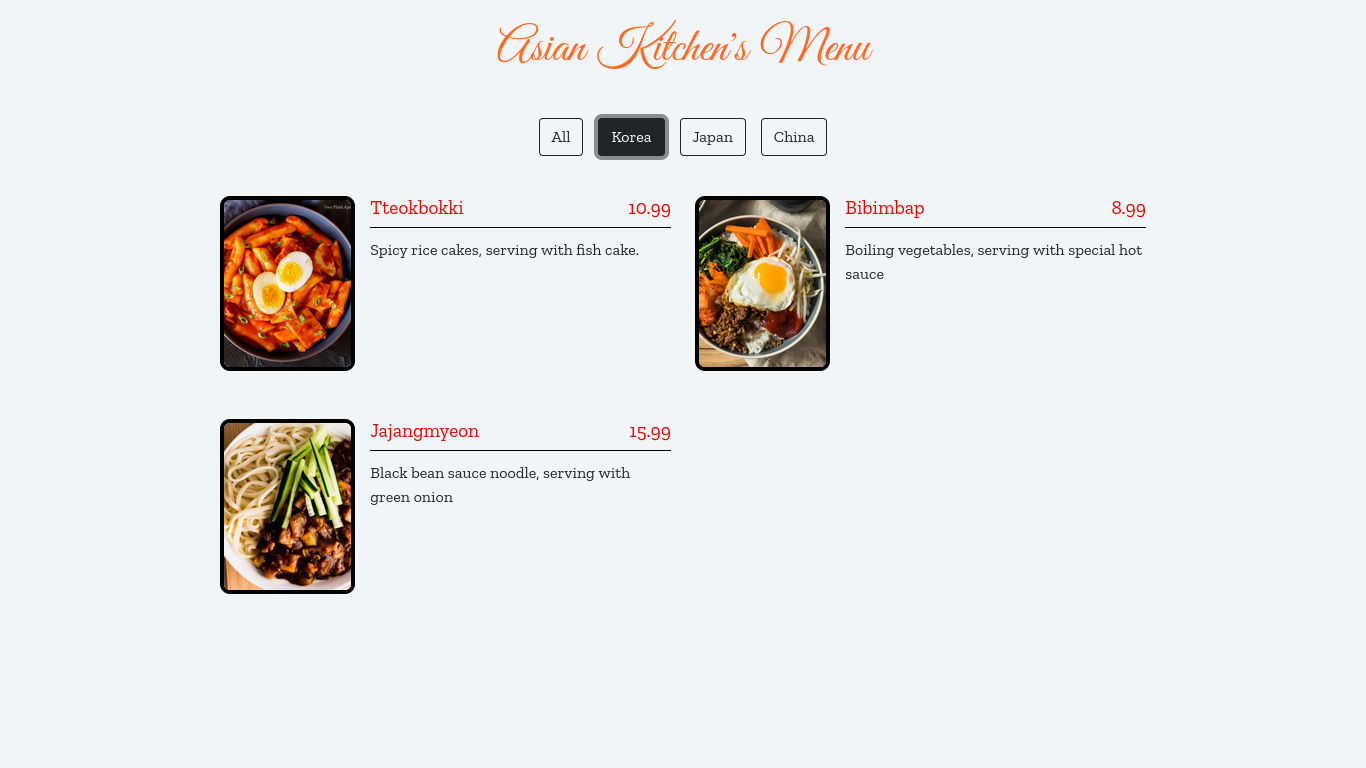 Asian Kitchen's Menu
All
Korea
Japan
China
Tteokbokki 10.99
Spicy rice cakes, serving with fish cake.
Bibimbap 8.99
Boiling vegetables, serving with special hot
sauce
Jajangmyeon 15.99
Black bean sauce noodle, serving with
green onion